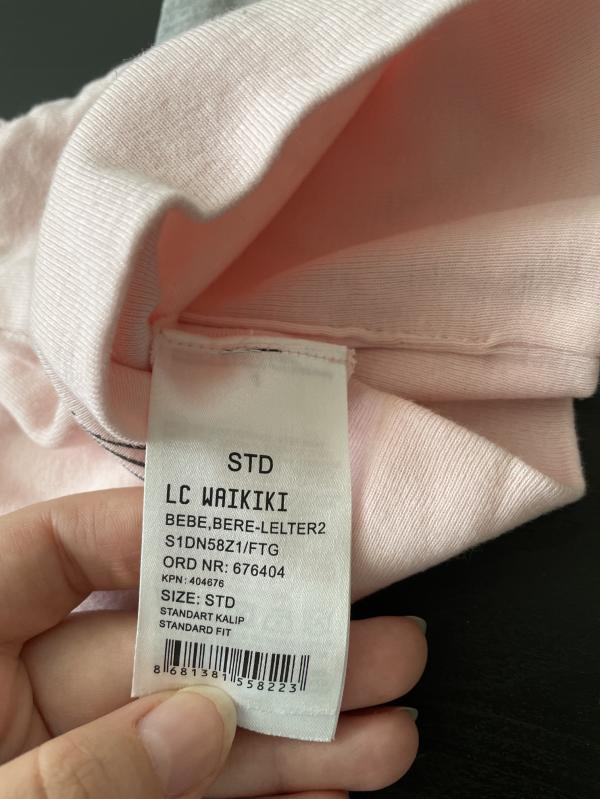 STD
LC WAIKIKI
BEBE,BERE-LELTER2
S1DN58Z1/FTG
ORD NR: 676404
KPN: 404676
SIZE: STD
STANDART KALIP
STANDARD FIT
8 681381 558223